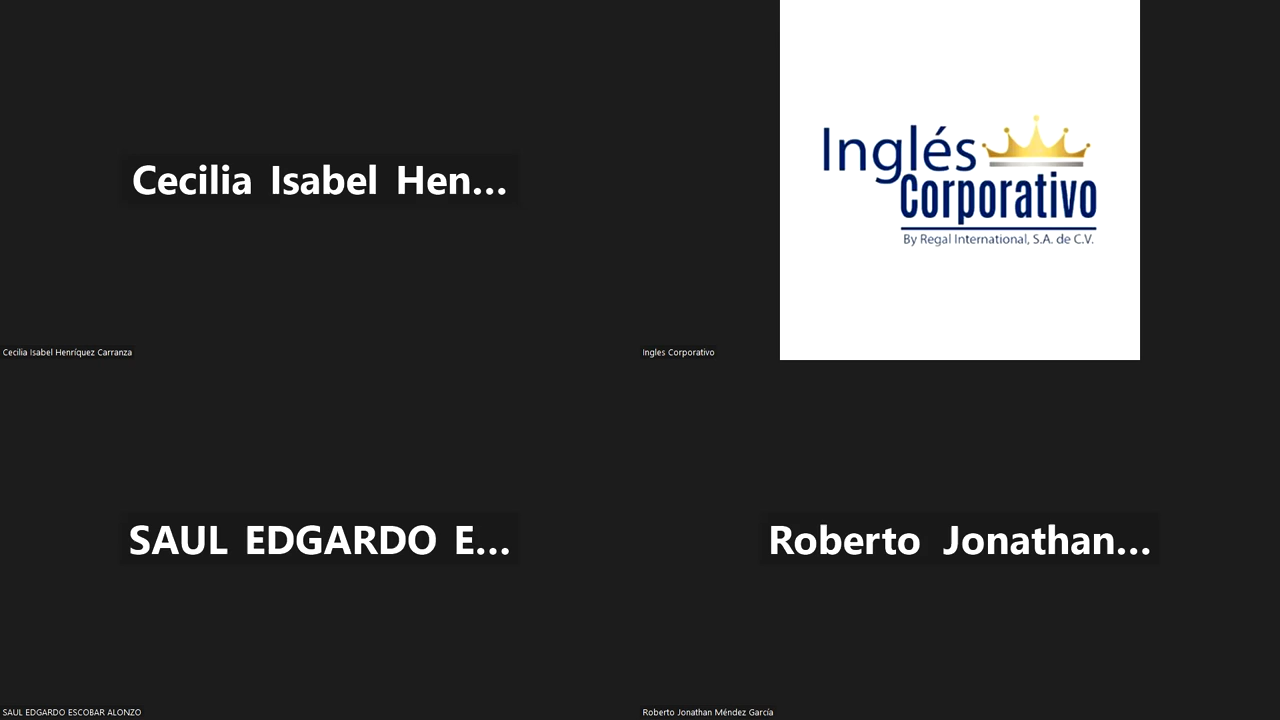 Cecilia Isabel Hen...
Cecilia Isabel Henríquez Carranza
Inglés
Corporativo
By Regal International, S.A. de C.V.
Ingles Corporativo
SAUL EDGARDO E...
SAUL EDGARDO ESCOBAR ALONZO
Roberto Jonathan...
Roberto Jonathan Méndez García